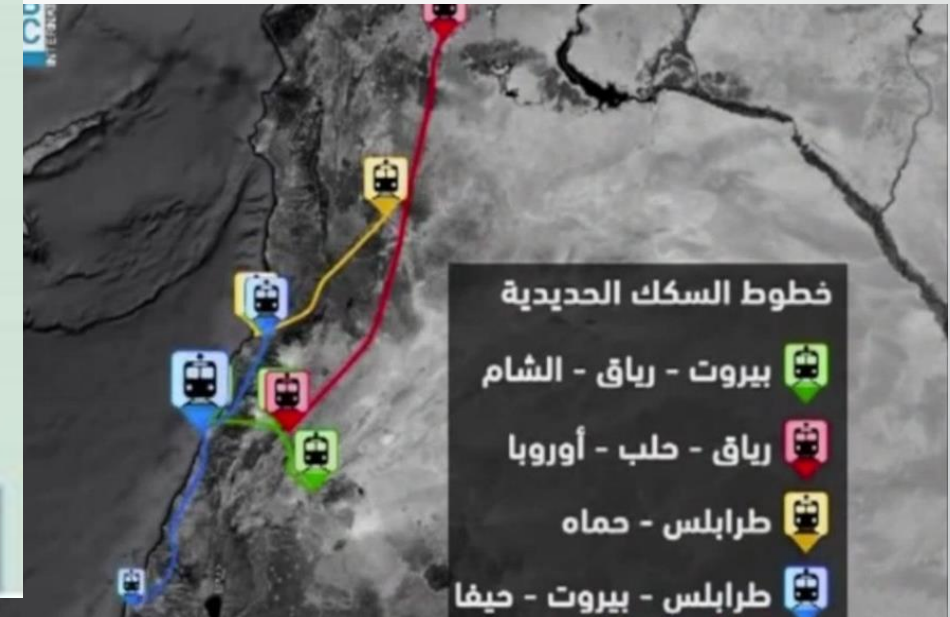 خطوط السكك الحديدية
بيروت - رياق - الشام
رياق - حلب - أوروبا
طرابلس - حماه
طرابلس - بيروت - حيفا